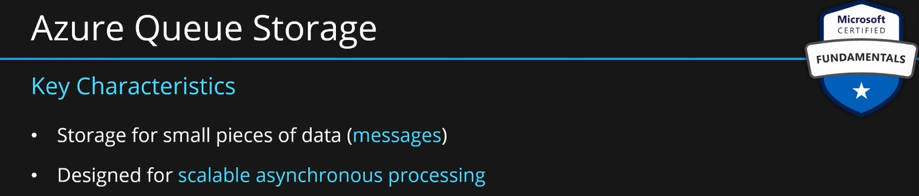 Azure Queue Storage
Microsoft
CERTIFIED
FUNDAMENTALS
Key Characteristics
• Storage for small pieces of data (messages)
• Designed for scalable asynchronous processing